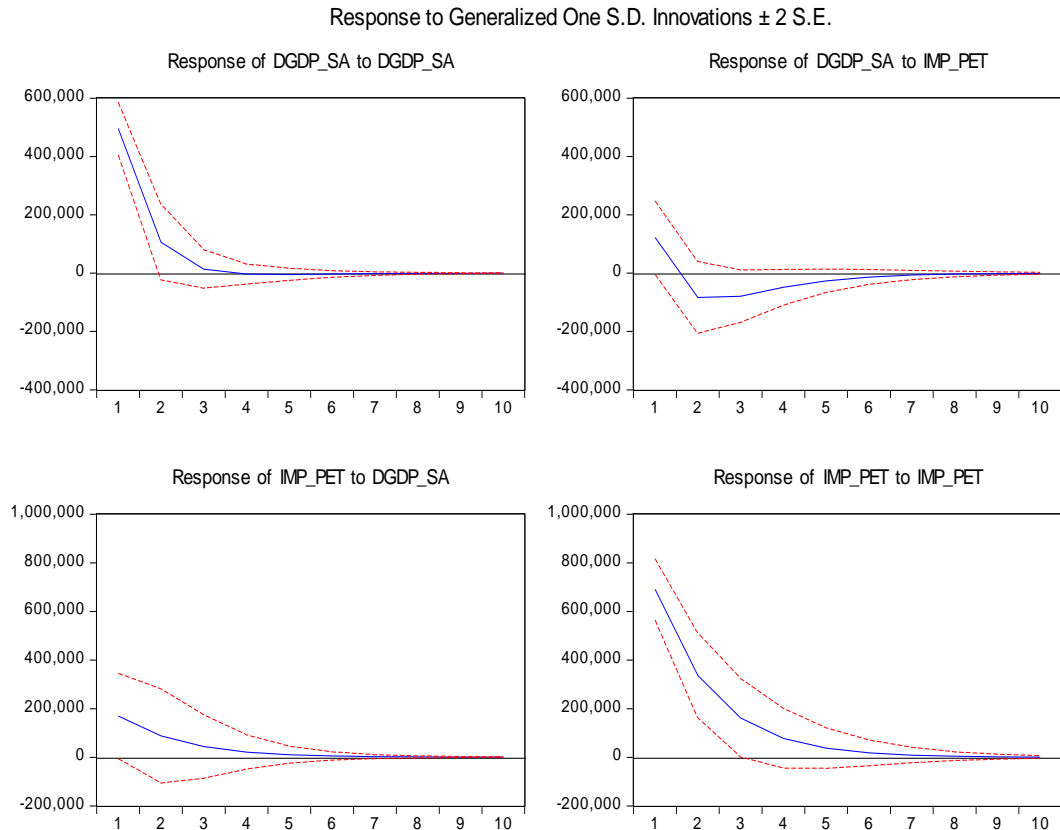 Response to Generalized One S.D. Innovations ± 2 S.E.
Response of DGDP_SA to DGDP_SA
600,000
400,000
200,000
0
-200,000
-400,000
1 2 3 4 5 6 7 8 9 10
Response of DGDP_SA to IMP_PET
600,000
400,000
200,000
0
-200,000
-400,000
1 2 3 4 5 6 7 8 9 10
Response of IMP_PET to DGDP_SA
1,000,000
800,000
600,000
400,000
200,000
0
-200,000
1 2 3 4 5 6 7 8 9 10
Response of IMP_PET to IMP_PET
1,000,000
800,000
600,000
400,000
200,000
0
-200,000
1 2 3 4 5 6 7 8 9 10